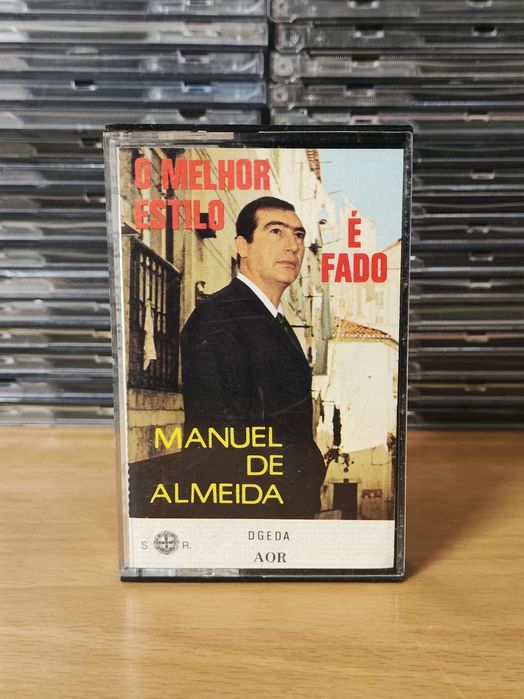 O MELHOR
ESTILO
É
FADO
MANUEL
DE
ALMEIDA
S. R.
DGEDA
AOR